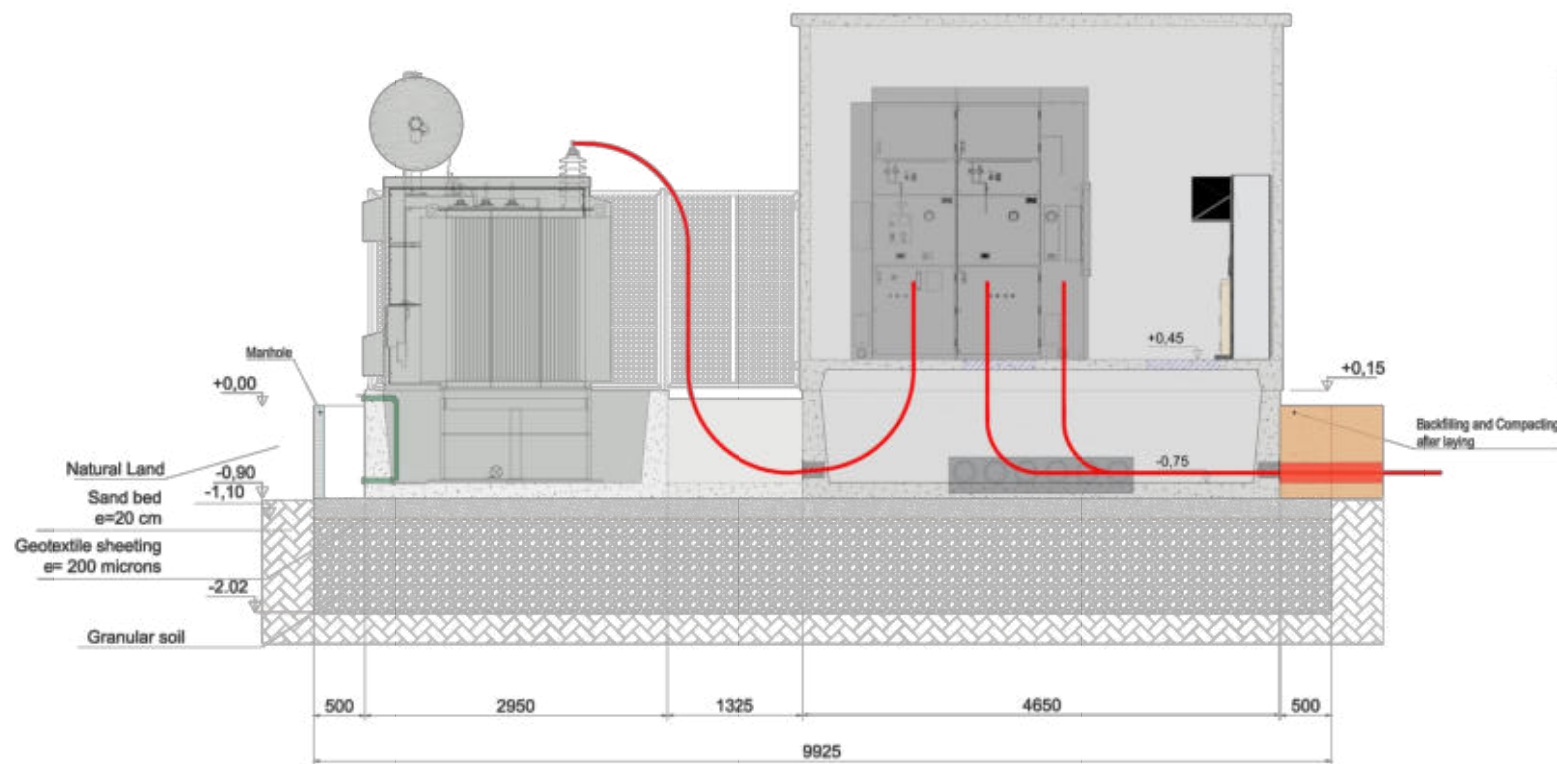 Manhole
+0,00
+0,45
+0,15
Backfilling and Compacting
after laying
Natural Land
-0,90
-0,75
Sand bed
e=20 cm
-1,10
Geotextile sheeting
e= 200 microns
-2.02
Granular soil
500
2950
1325
4650
500
9925